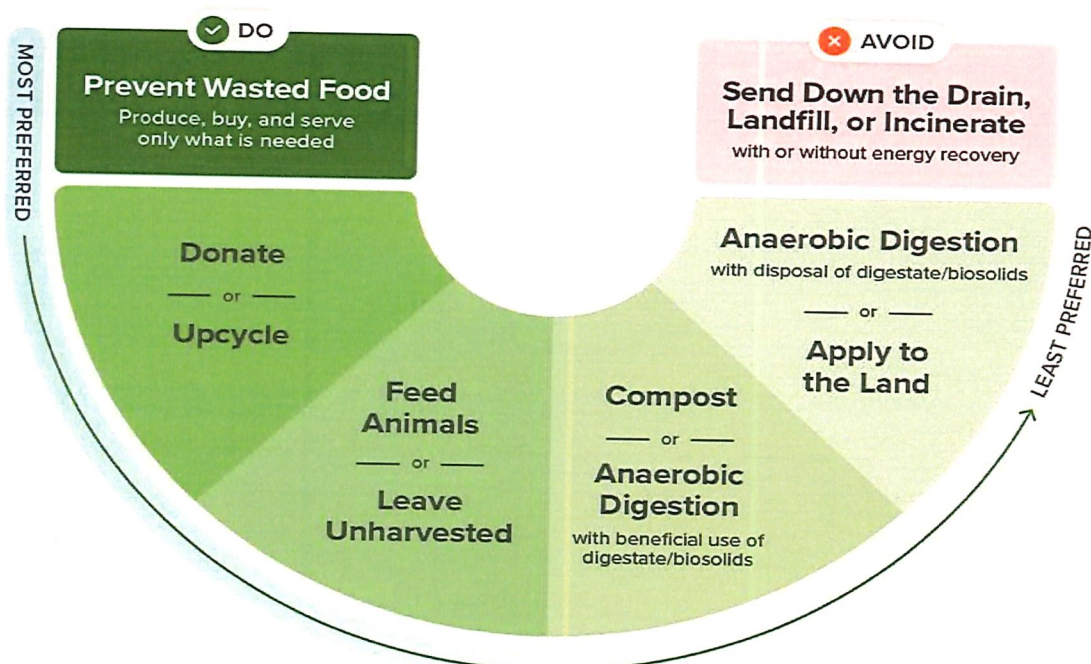 DO
Prevent Wasted Food
Produce, buy, and serve
only what is needed
AVOID
Send Down the Drain,
Landfill, or Incinerate
with or without energy recovery
MOST PREFERRED
Donate
or
Upcycle
Feed
Animals
or
Leave
Unharvested
Compost
or
Anaerobic
Digestion
with beneficial use of
digestate/biosolids
Anaerobic Digestion
with disposal of digestate/biosolids
or
Apply to
the Land
LEAST PREFERRED